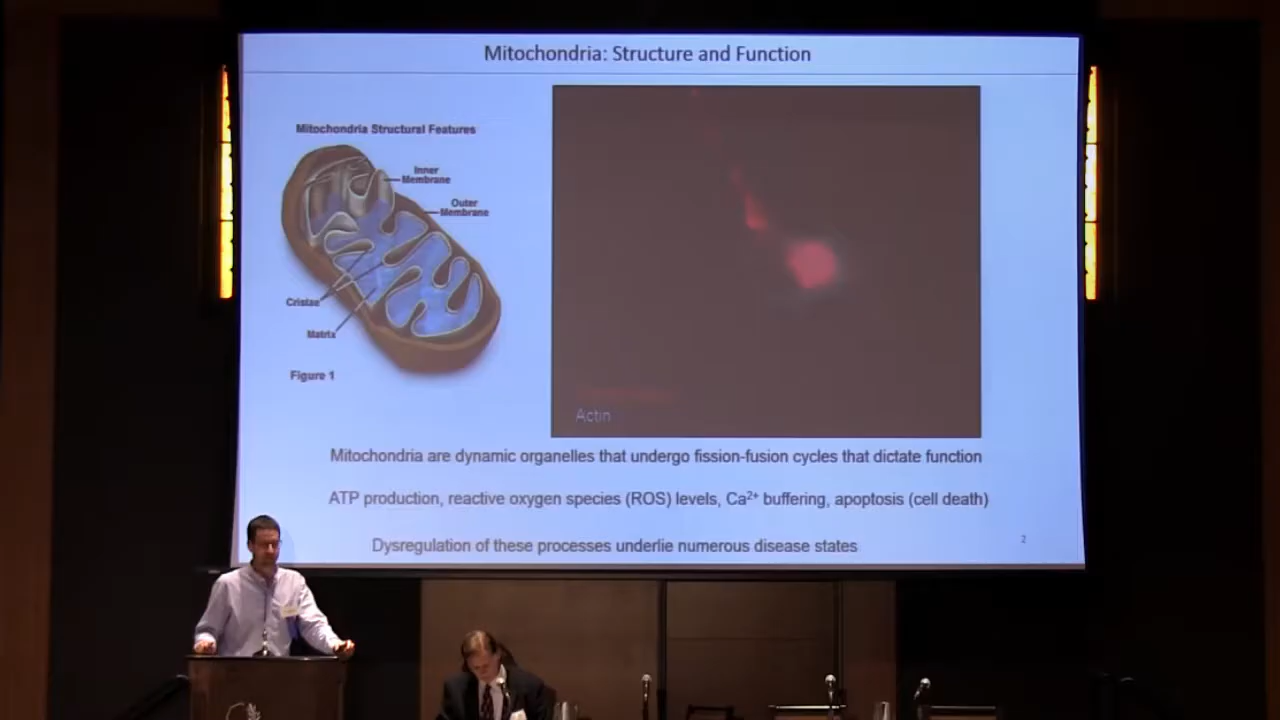 Mitochondria: Structure and Function
Mitochondria Structural Features
Inner
Membrane
Outer
Membrane
Cristae
Matrix
Figure 1
Actin
Mitochondria are dynamic organelles that undergo fission-fusion cycles that dictate function
ATP production, reactive oxygen species (ROS) levels, Ca²⁺ buffering, apoptosis (cell death)
Dysregulation of these processes underlie numerous disease states
2